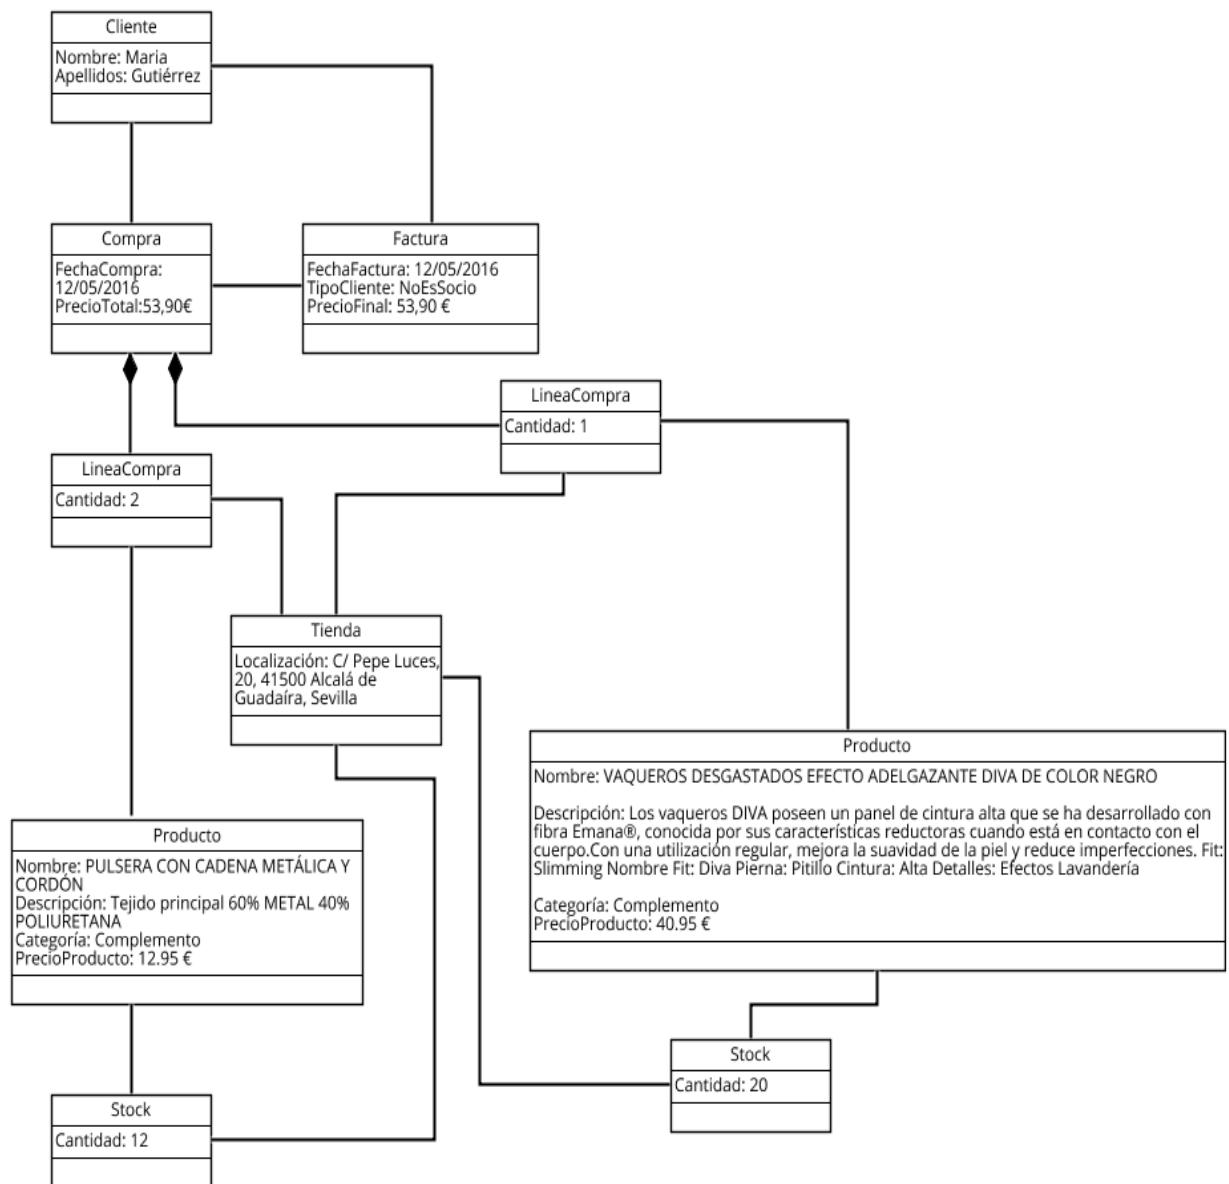 Cliente
Nombre: Maria
Apellidos: Gutiérrez
Compra
FechaCompra:
12/05/2016
PrecioTotal:53,90€
Factura
FechaFactura: 12/05/2016
TipoCliente: NoEsSocio
PrecioFinal: 53,90 €
LineaCompra
Cantidad: 1
LineaCompra
Cantidad: 2
Tienda
Localización: C/ Pepe Luces,
20, 41500 Alcalá de
Guadaíra, Sevilla
Producto
Nombre: VAQUEROS DESGASTADOS EFECTO ADELGAZANTE DIVA DE COLOR NEGRO
Descripción: Los vaqueros DIVA poseen un panel de cintura alta que se ha desarrollado con
fibra Emana®, conocida por sus características reductoras cuando está en contacto con el
cuerpo.Con una utilización regular, mejora la suavidad de la piel y reduce imperfecciones. Fit:
Slimming Nombre Fit: Diva Pierna: Pitillo Cintura: Alta Detalles: Efectos Lavandería
Categoría: Complemento
PrecioProducto: 40.95 €
Producto
Nombre: PULSERA CON CADENA METÁLICA Y
CORDÓN
Descripción: Tejido principal 60% METAL 40%
POLIURETANA
Categoría: Complemento
PrecioProducto: 12.95 €
Stock
Cantidad: 20
Stock
Cantidad: 12